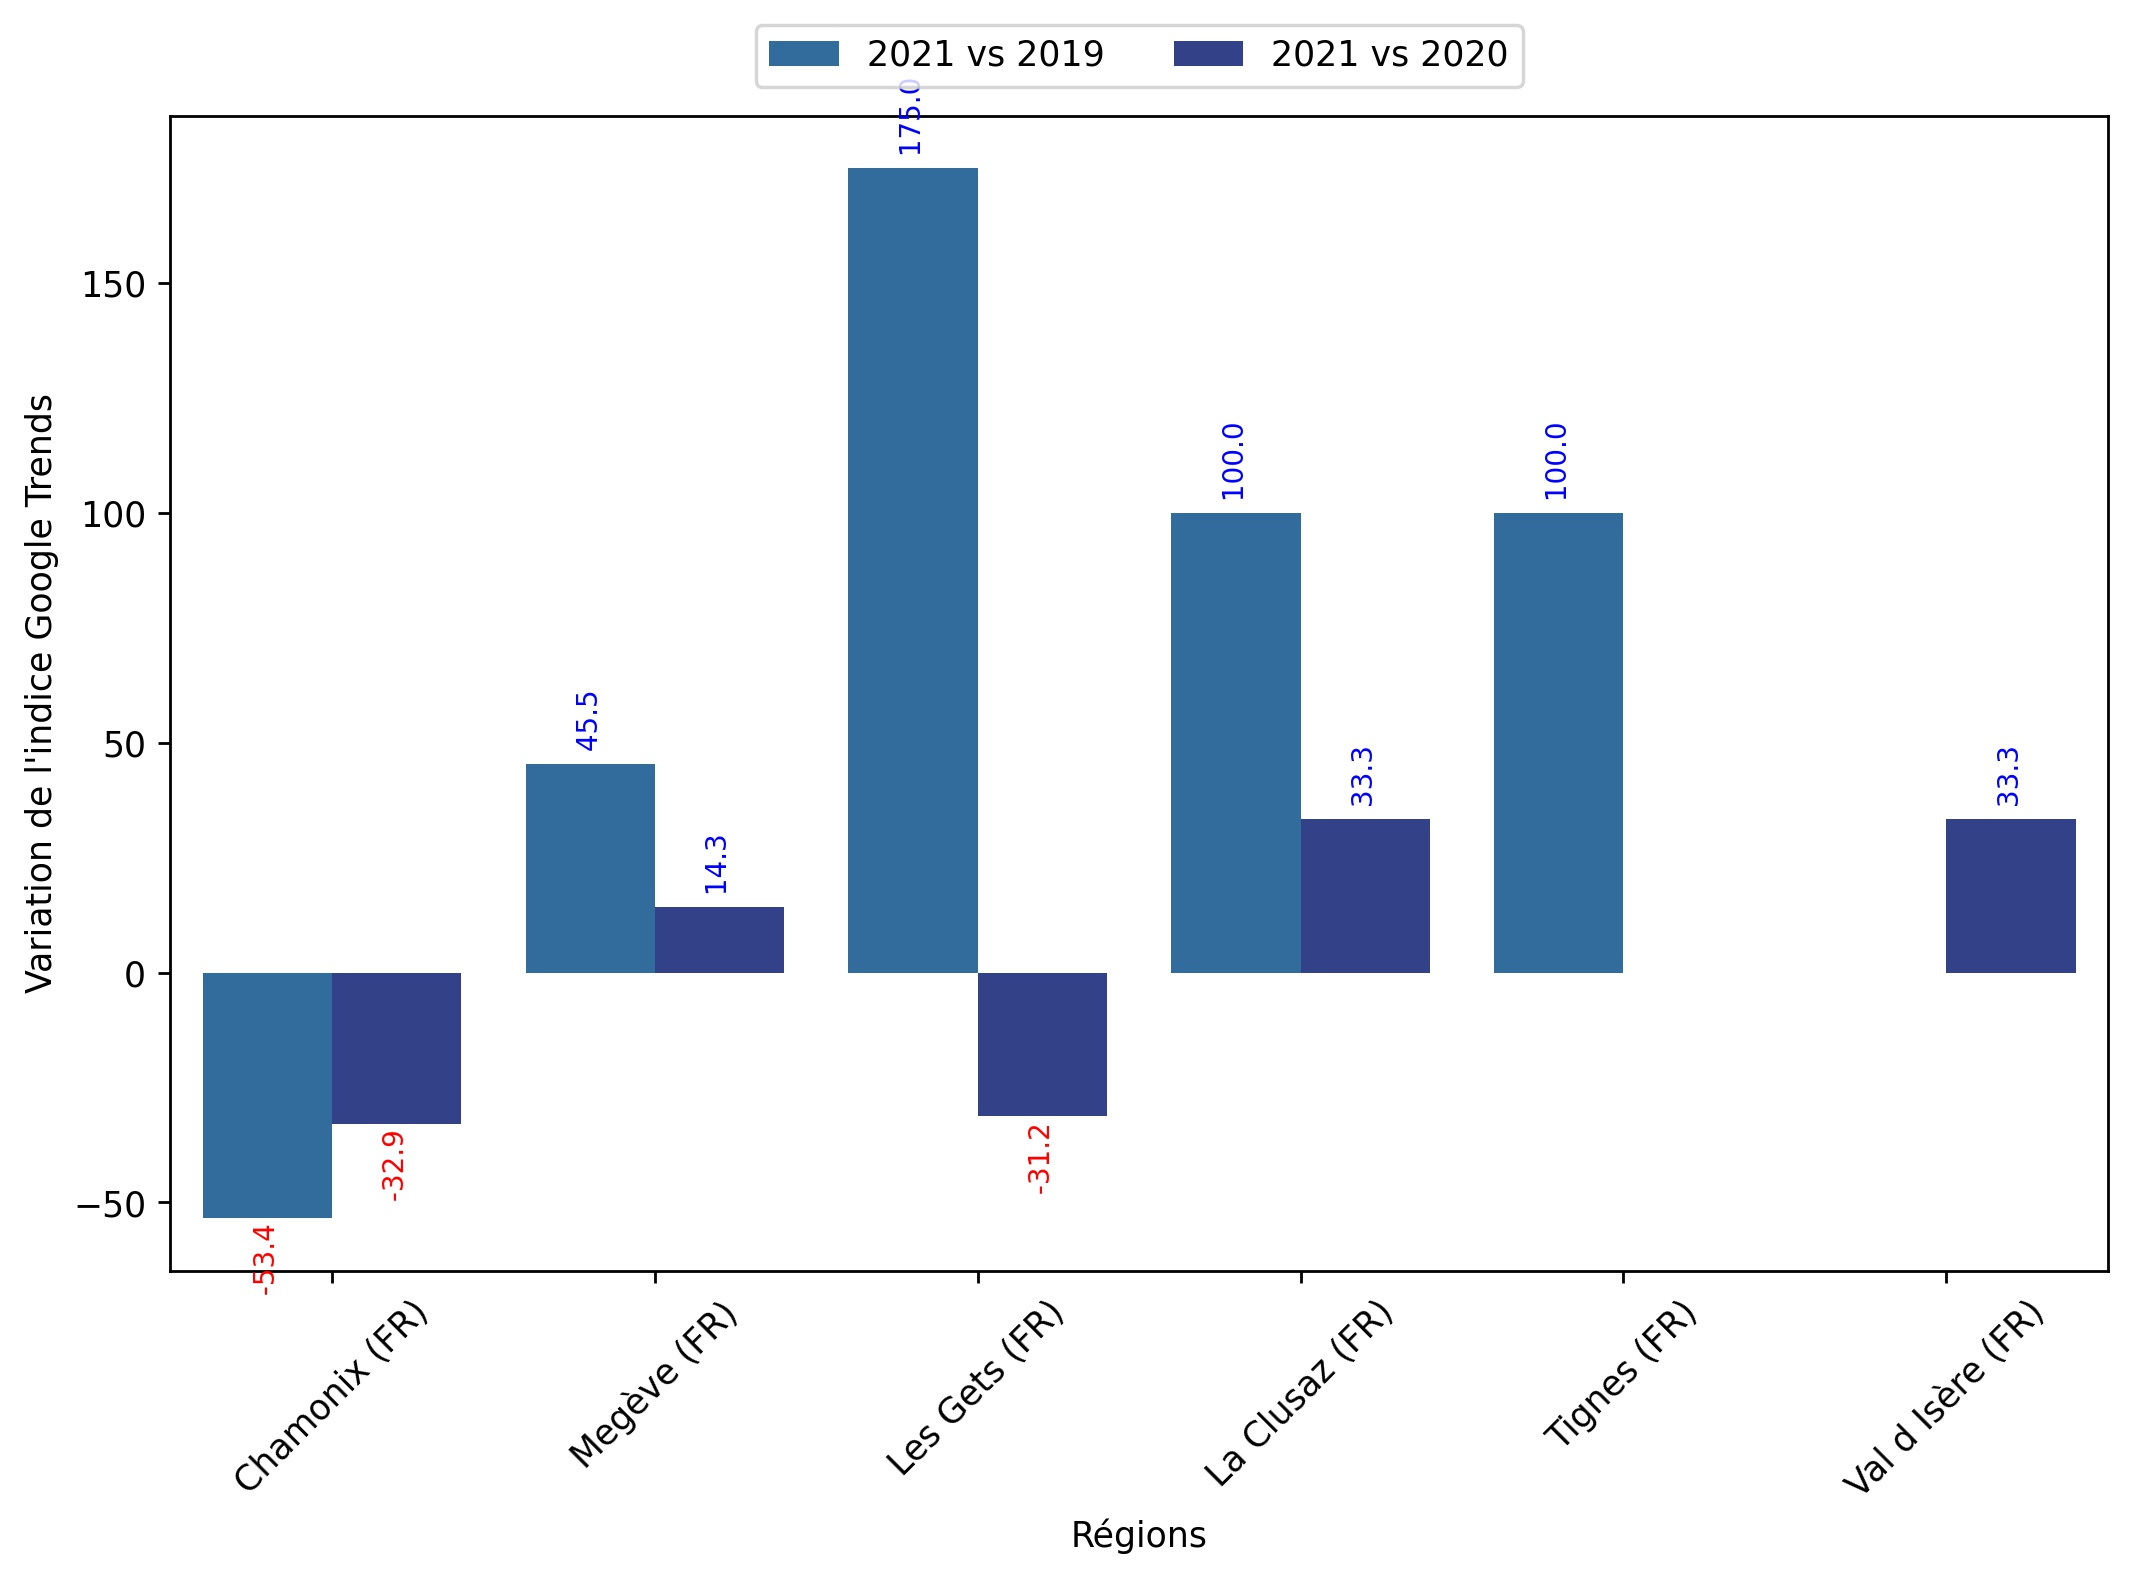 2021 vs 2019
2021 vs 2020
Variation de l'indice Google Trends
150
100
50
0
−50
-53.4
-32.9
45.5
14.3
175.0
-31.2
100.0
33.3
100.0
33.3
Chamonix (FR)
Megève (FR)
Les Gets (FR)
La Clusaz (FR)
Tignes (FR)
Val d Isère (FR)
Régions